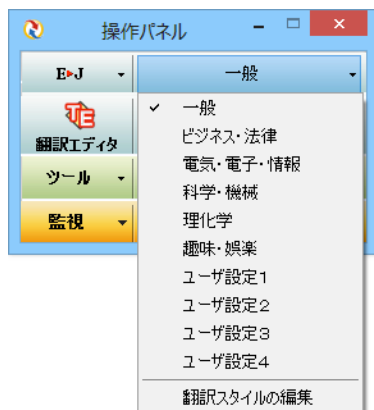 操作パネル
E▸J
一般
翻訳エディタ
ツール
監視
一般
ビジネス・法律
電気・電子・情報
科学・機械
理化学
趣味・娯楽
ユーザ設定1
ユーザ設定2
ユーザ設定3
ユーザ設定4
翻訳スタイルの編集